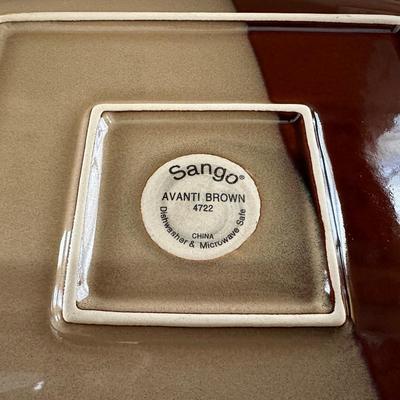 Sango®
AVANTI BROWN
4722
CHINA
Dishwasher & Microwave Safe